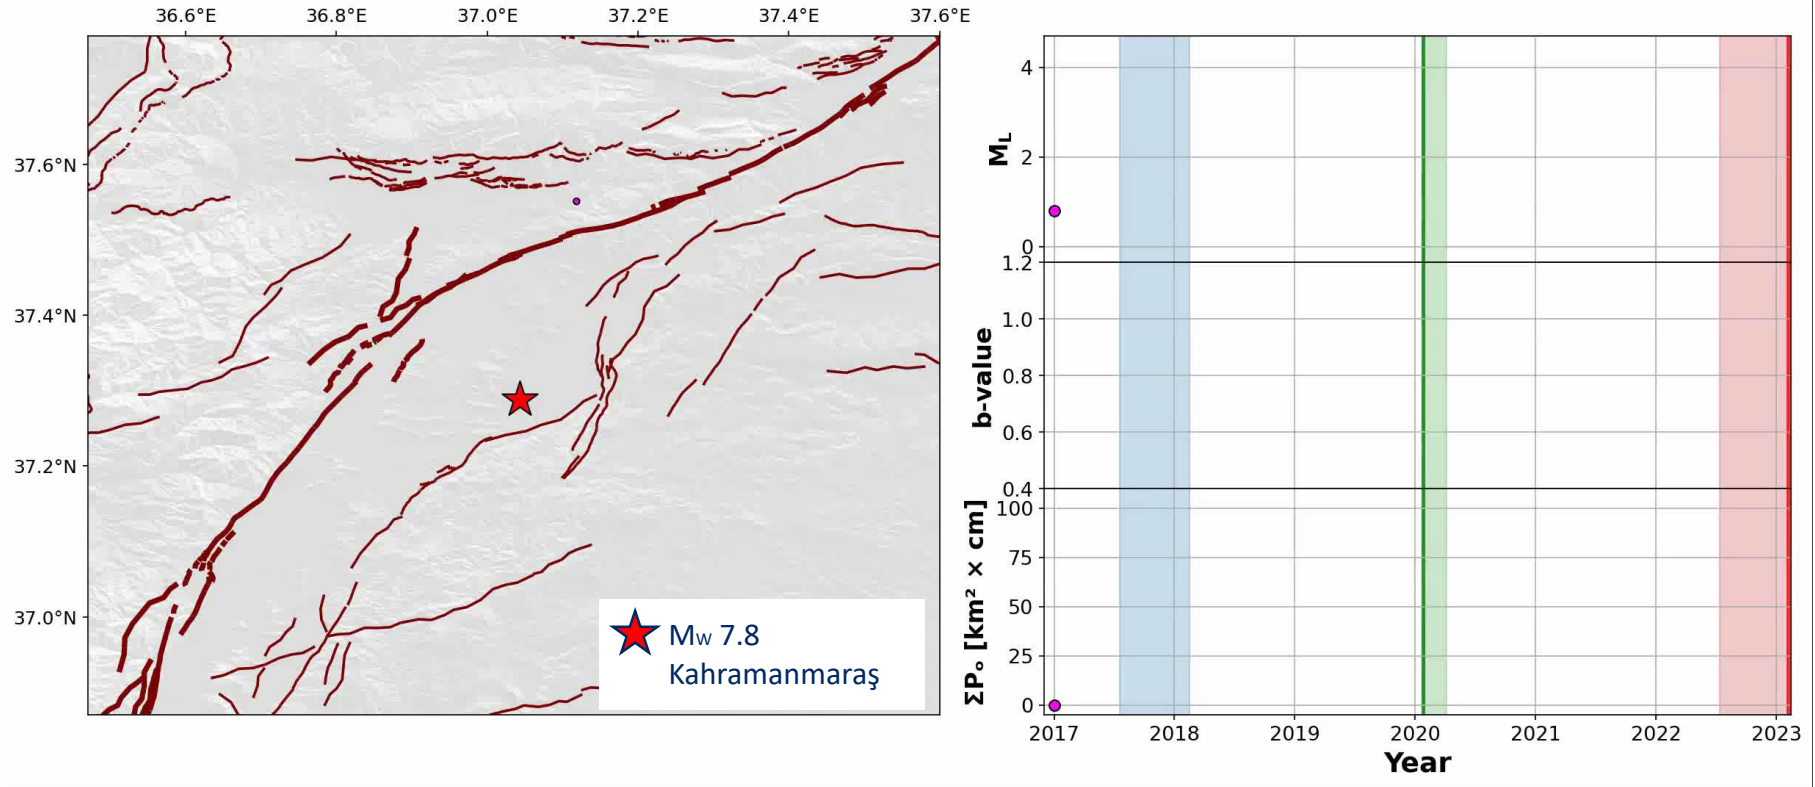 36.6°E 36.8°E 37.0°E 37.2°E 37.4°E 37.6°E
37.6°N
37.4°N
37.2°N
37.0°N
Mw 7.8
Kahramanmaraş
4
2
0
ML
1.2
1.0
0.8
0.6
0.4
b-value
100
75
50
25
0
ΣPₒ [km² × cm]
2017 2018 2019 2020 2021 2022 2023
Year